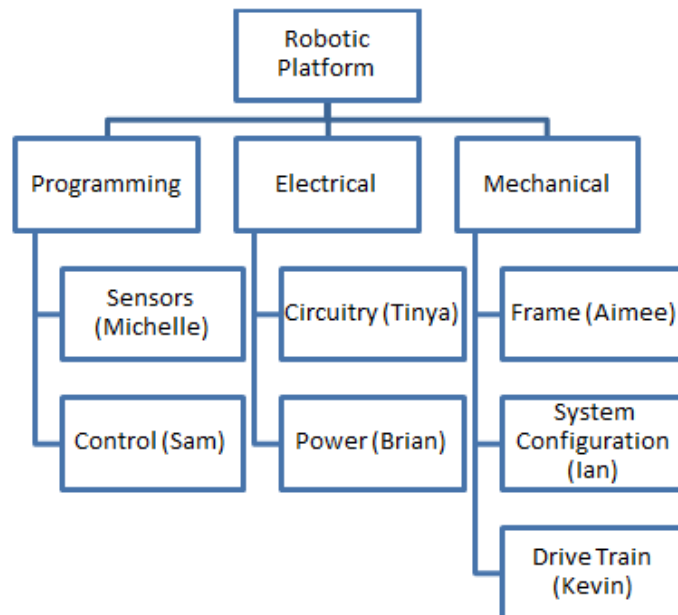 Robotic
Platform
Programming
Electrical
Mechanical
Sensors
(Michelle)
Circuitry (Tinya)
Frame (Aimee)
Control (Sam)
Power (Brian)
System
Configuration
(Ian)
Drive Train
(Kevin)